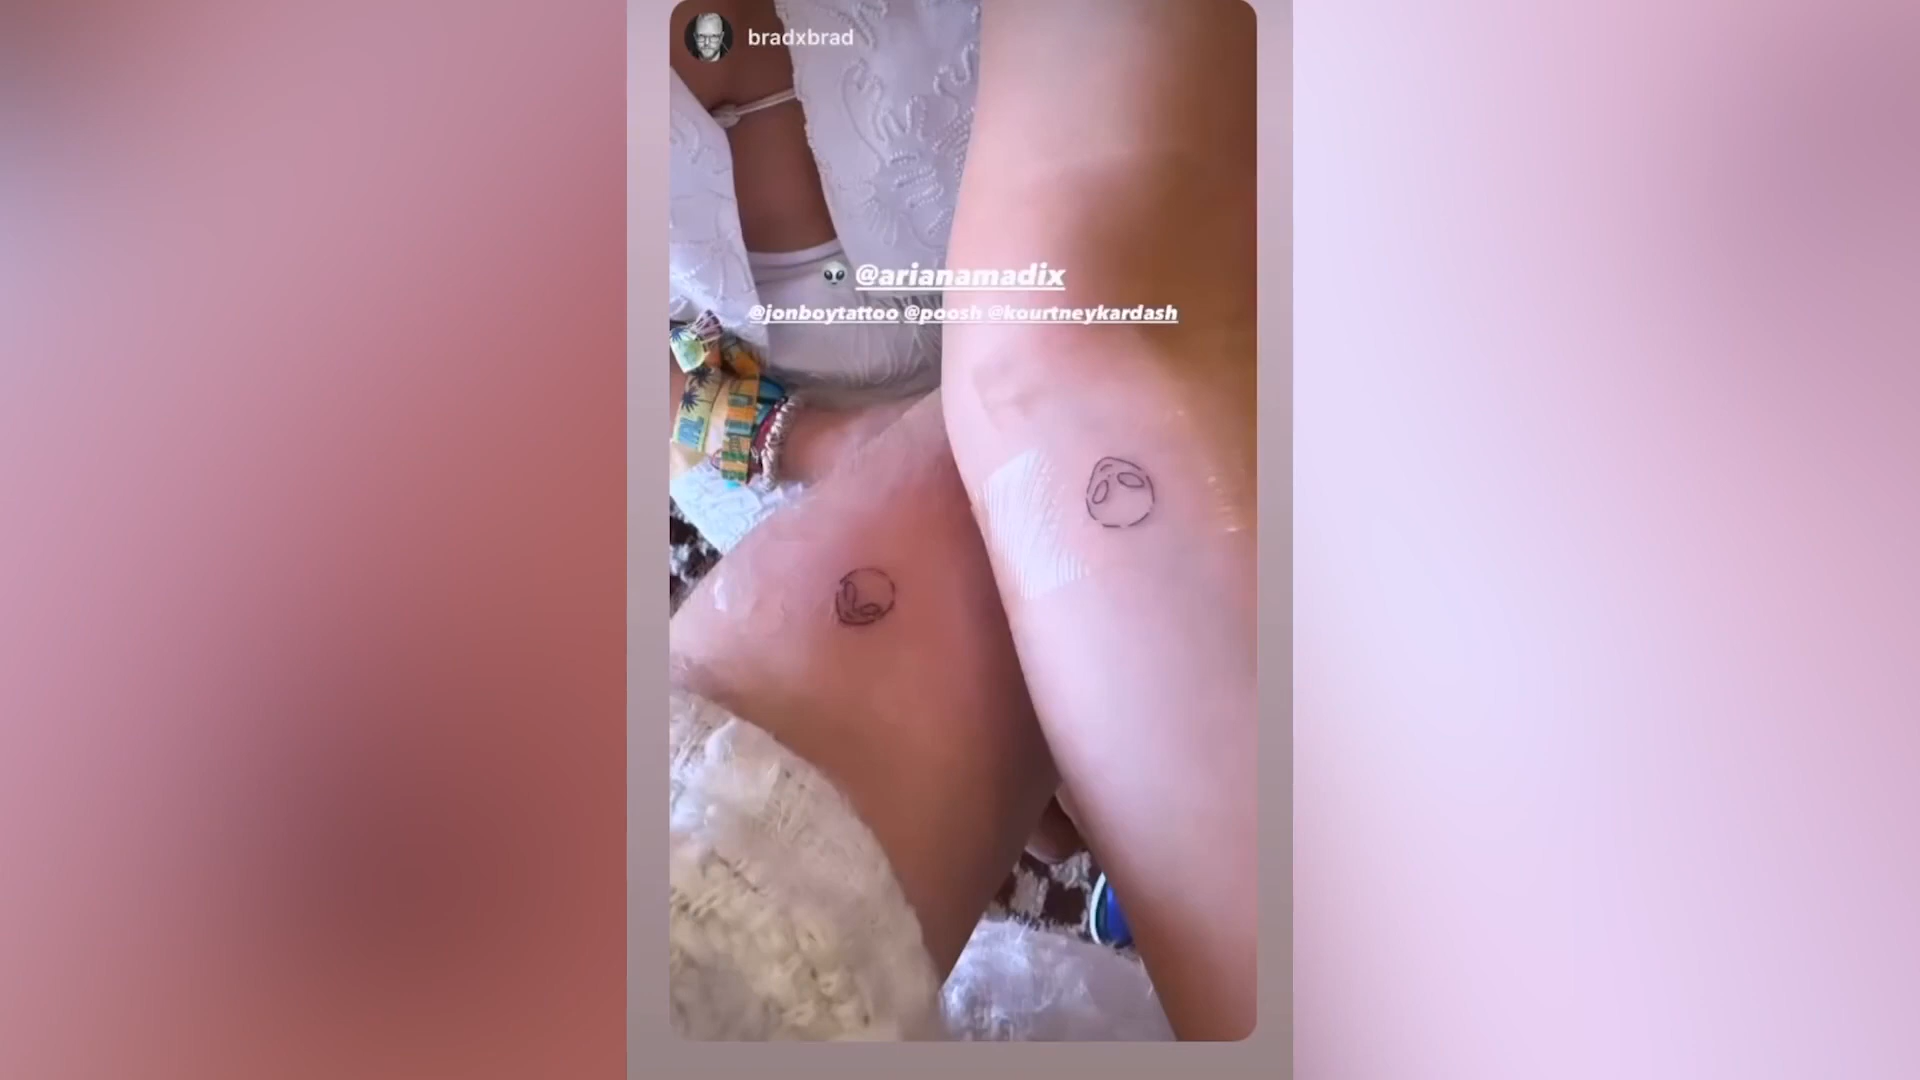 bradxbrad
👽 @arianamadix
@jonboytattoo @poosh @kourtneykardash